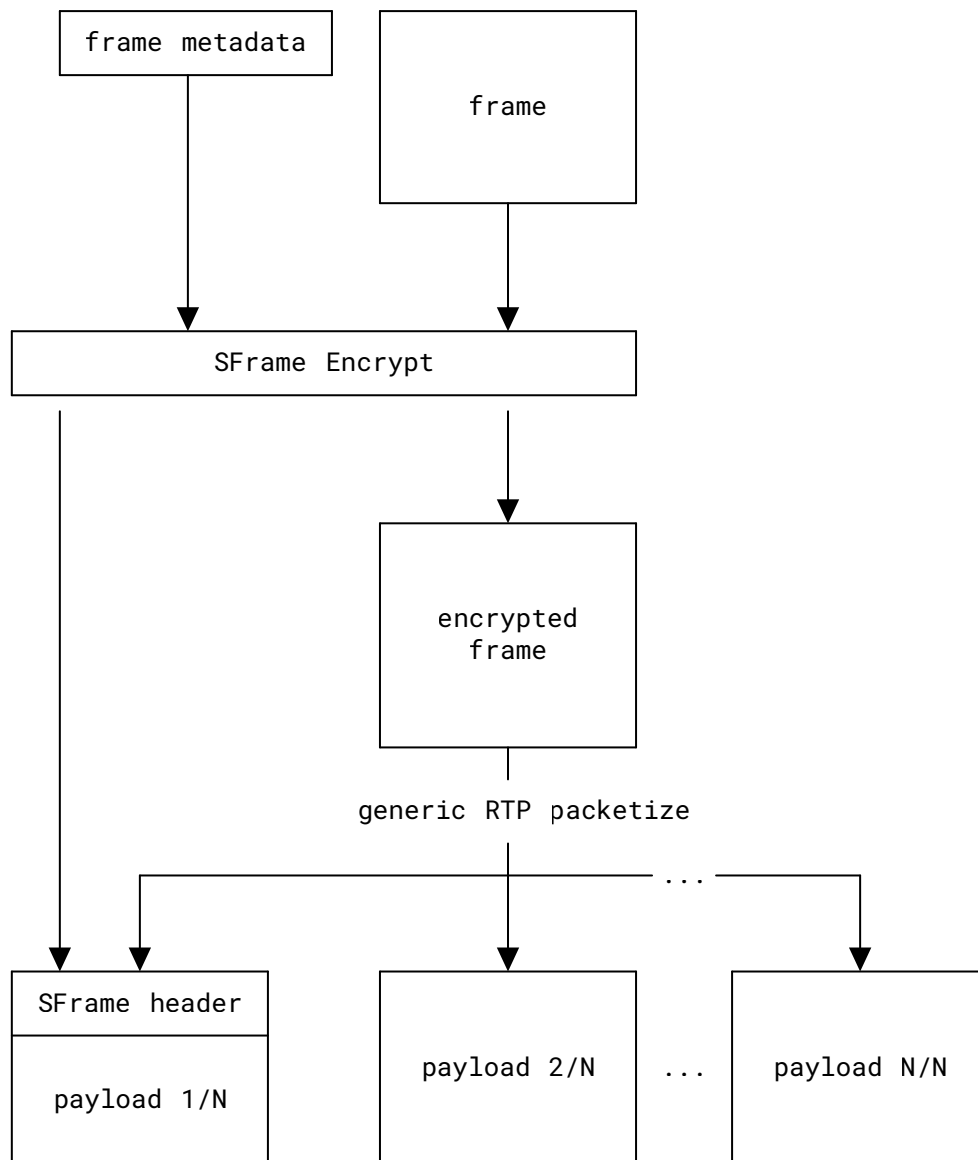 frame metadata
frame
SFrame Encrypt
encrypted
frame
generic RTP packetize
...
SFrame header
payload 1/N
payload 2/N
...
payload N/N